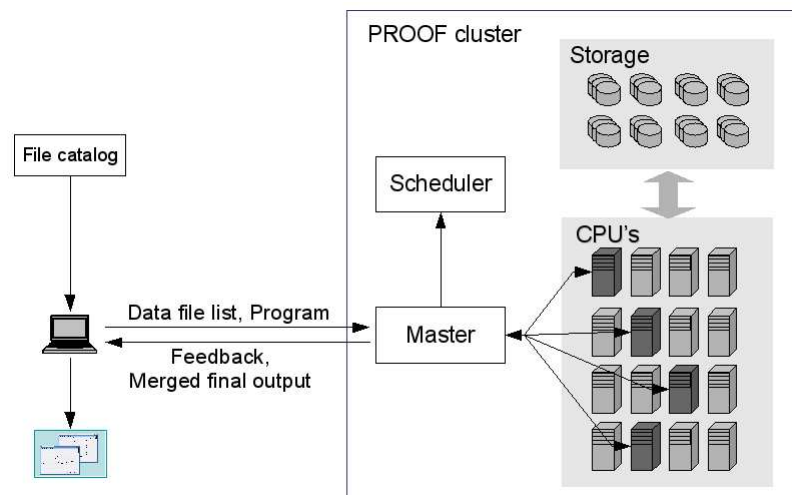 PROOF cluster
Storage
File catalog
Scheduler
CPU's
Data file list, Program
Master
Feedback,
Merged final output